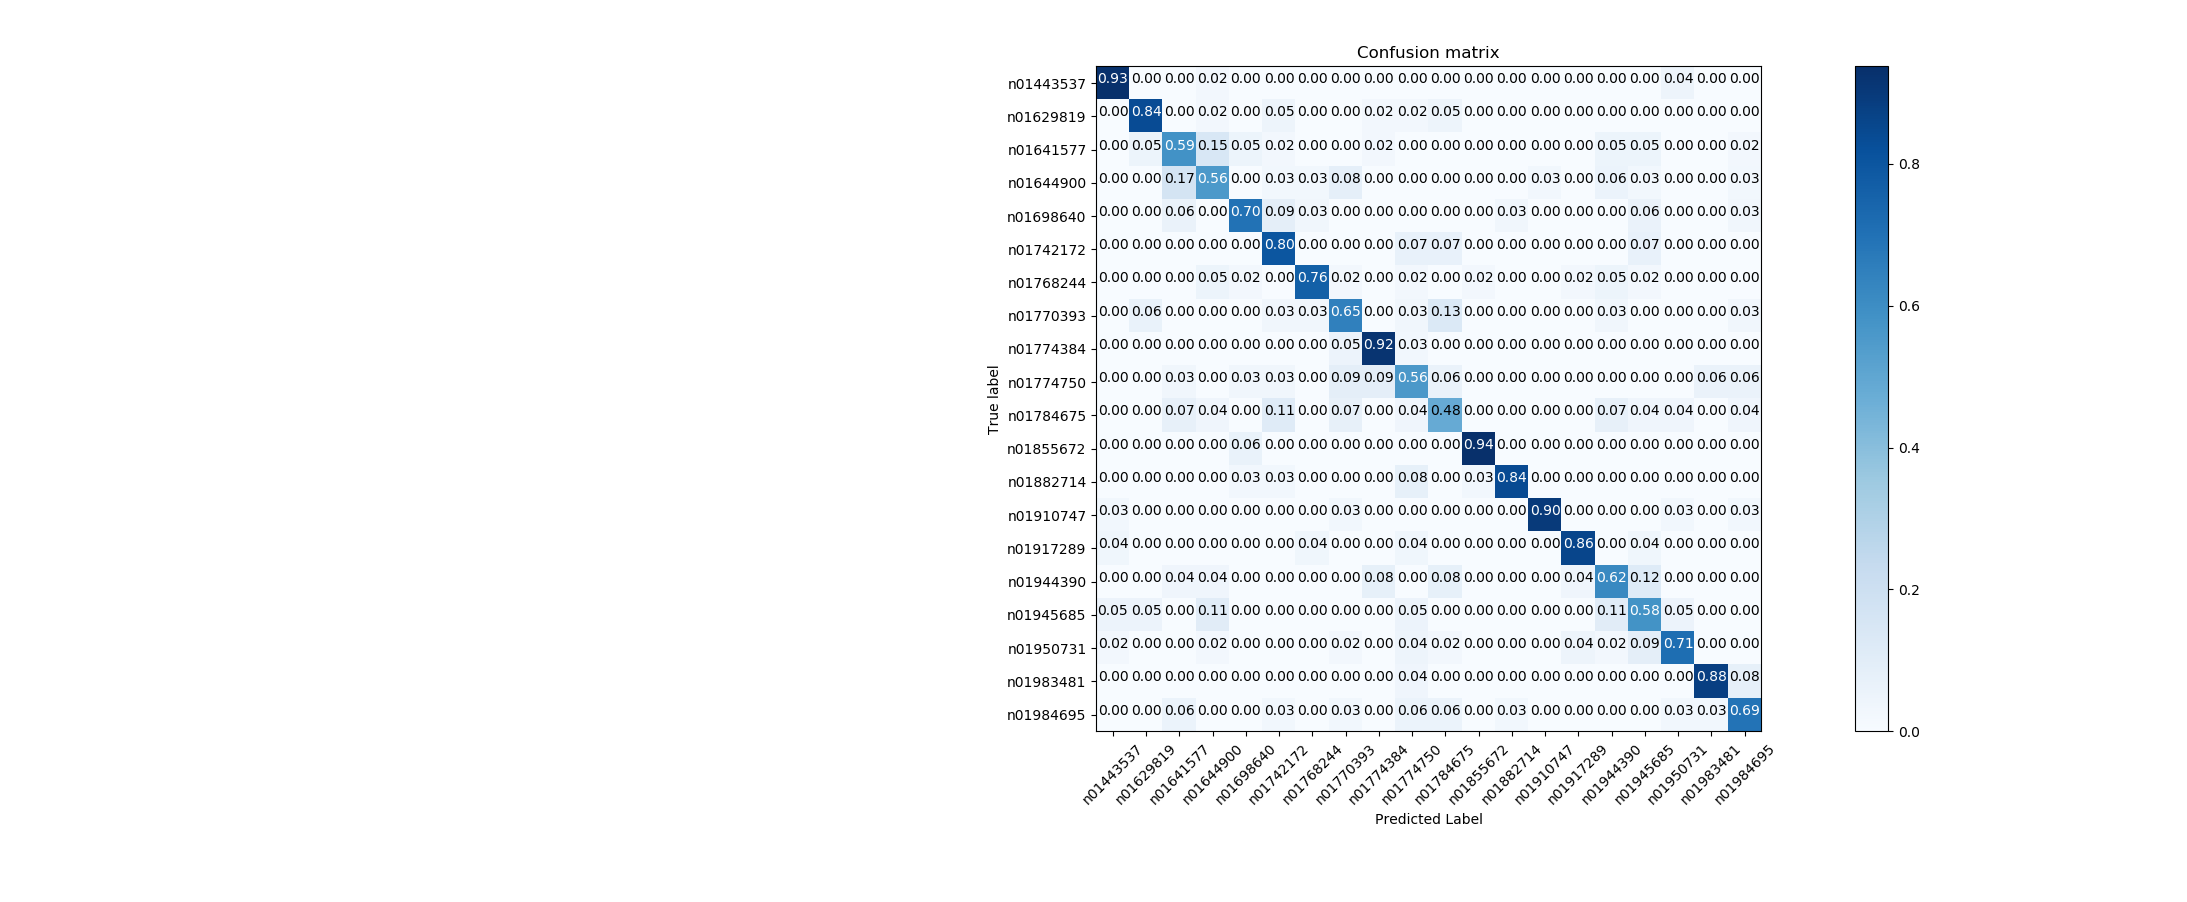 Confusion matrix
n01443537 0.93 0.00 0.00 0.02 0.00 0.00 0.00 0.00 0.00 0.00 0.00 0.00 0.00 0.00 0.00 0.00 0.00 0.04 0.00 0.00
n01629819 0.00 0.84 0.00 0.02 0.00 0.05 0.00 0.00 0.02 0.02 0.05 0.00 0.00 0.00 0.00 0.00 0.00 0.00 0.00 0.00
n01641577 0.00 0.05 0.59 0.15 0.05 0.02 0.00 0.00 0.02 0.00 0.00 0.00 0.00 0.00 0.00 0.05 0.05 0.00 0.00 0.02
n01644900 0.00 0.00 0.17 0.56 0.00 0.03 0.03 0.08 0.00 0.00 0.00 0.00 0.00 0.03 0.00 0.06 0.03 0.00 0.00 0.03
n01698640 0.00 0.00 0.06 0.00 0.70 0.09 0.03 0.00 0.00 0.00 0.00 0.00 0.03 0.00 0.00 0.00 0.06 0.00 0.00 0.03
n01742172 0.00 0.00 0.00 0.00 0.00 0.80 0.00 0.00 0.00 0.07 0.07 0.00 0.00 0.00 0.00 0.00 0.07 0.00 0.00 0.00
n01768244 0.00 0.00 0.00 0.05 0.02 0.00 0.76 0.02 0.00 0.02 0.00 0.02 0.00 0.00 0.02 0.05 0.02 0.00 0.00 0.00
n01770393 0.00 0.06 0.00 0.00 0.00 0.03 0.03 0.65 0.00 0.03 0.13 0.00 0.00 0.00 0.00 0.03 0.00 0.00 0.00 0.03
n01774384 0.00 0.00 0.00 0.00 0.00 0.00 0.00 0.05 0.92 0.03 0.00 0.00 0.00 0.00 0.00 0.00 0.00 0.00 0.00 0.00
n01774750 0.00 0.00 0.03 0.00 0.03 0.03 0.00 0.09 0.09 0.56 0.06 0.00 0.00 0.00 0.00 0.00 0.00 0.00 0.06 0.06
n01784675 0.00 0.00 0.07 0.04 0.00 0.11 0.00 0.07 0.00 0.04 0.48 0.00 0.00 0.00 0.00 0.07 0.04 0.04 0.00 0.04
n01855672 0.00 0.00 0.00 0.00 0.06 0.00 0.00 0.00 0.00 0.00 0.00 0.94 0.00 0.00 0.00 0.00 0.00 0.00 0.00 0.00
n01882714 0.00 0.00 0.00 0.00 0.03 0.03 0.00 0.00 0.00 0.08 0.00 0.03 0.84 0.00 0.00 0.00 0.00 0.00 0.00 0.00
n01910747 0.03 0.00 0.00 0.00 0.00 0.00 0.00 0.03 0.00 0.00 0.00 0.00 0.00 0.90 0.00 0.00 0.00 0.03 0.00 0.03
n01917289 0.04 0.00 0.00 0.00 0.00 0.00 0.04 0.00 0.00 0.04 0.00 0.00 0.00 0.00 0.86 0.00 0.04 0.00 0.00 0.00
n01944390 0.00 0.00 0.04 0.04 0.00 0.00 0.00 0.00 0.08 0.00 0.08 0.00 0.00 0.00 0.04 0.62 0.12 0.00 0.00 0.00
n01945685 0.05 0.05 0.00 0.11 0.00 0.00 0.00 0.00 0.00 0.05 0.00 0.00 0.00 0.00 0.00 0.11 0.58 0.05 0.00 0.00
n01950731 0.02 0.00 0.00 0.02 0.00 0.00 0.00 0.02 0.00 0.04 0.02 0.00 0.00 0.00 0.04 0.02 0.09 0.71 0.00 0.00
n01983481 0.00 0.00 0.00 0.00 0.00 0.00 0.00 0.00 0.00 0.04 0.00 0.00 0.00 0.00 0.00 0.00 0.00 0.00 0.88 0.08
n01984695 0.00 0.00 0.06 0.00 0.00 0.03 0.00 0.03 0.00 0.06 0.06 0.00 0.03 0.00 0.00 0.00 0.00 0.03 0.03 0.69
True label
n01443537 n01629819 n01641577 n01644900 n01698640 n01742172 n01768244 n01770393 n01774384 n01774750 n01784675 n01855672 n01882714 n01910747 n01917289 n01944390 n01945685 n01950731 n01983481 n01984695
Predicted Label
0.8
0.6
0.4
0.2
0.0